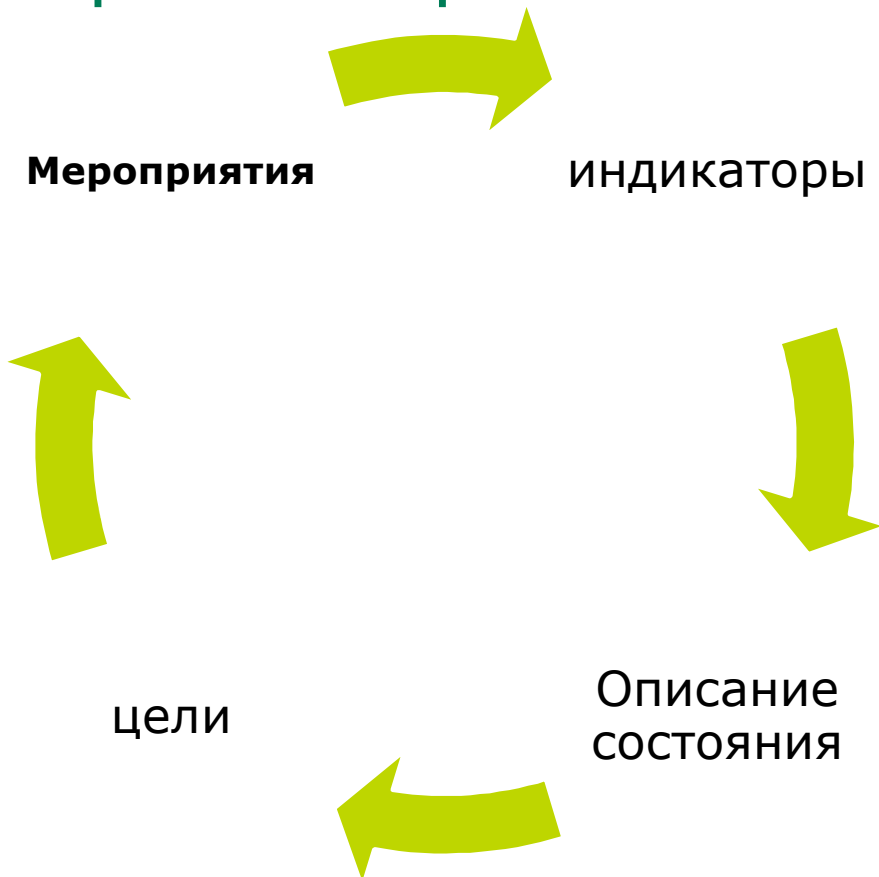 Мероприятия
индикаторы
цели
Описание
состояния